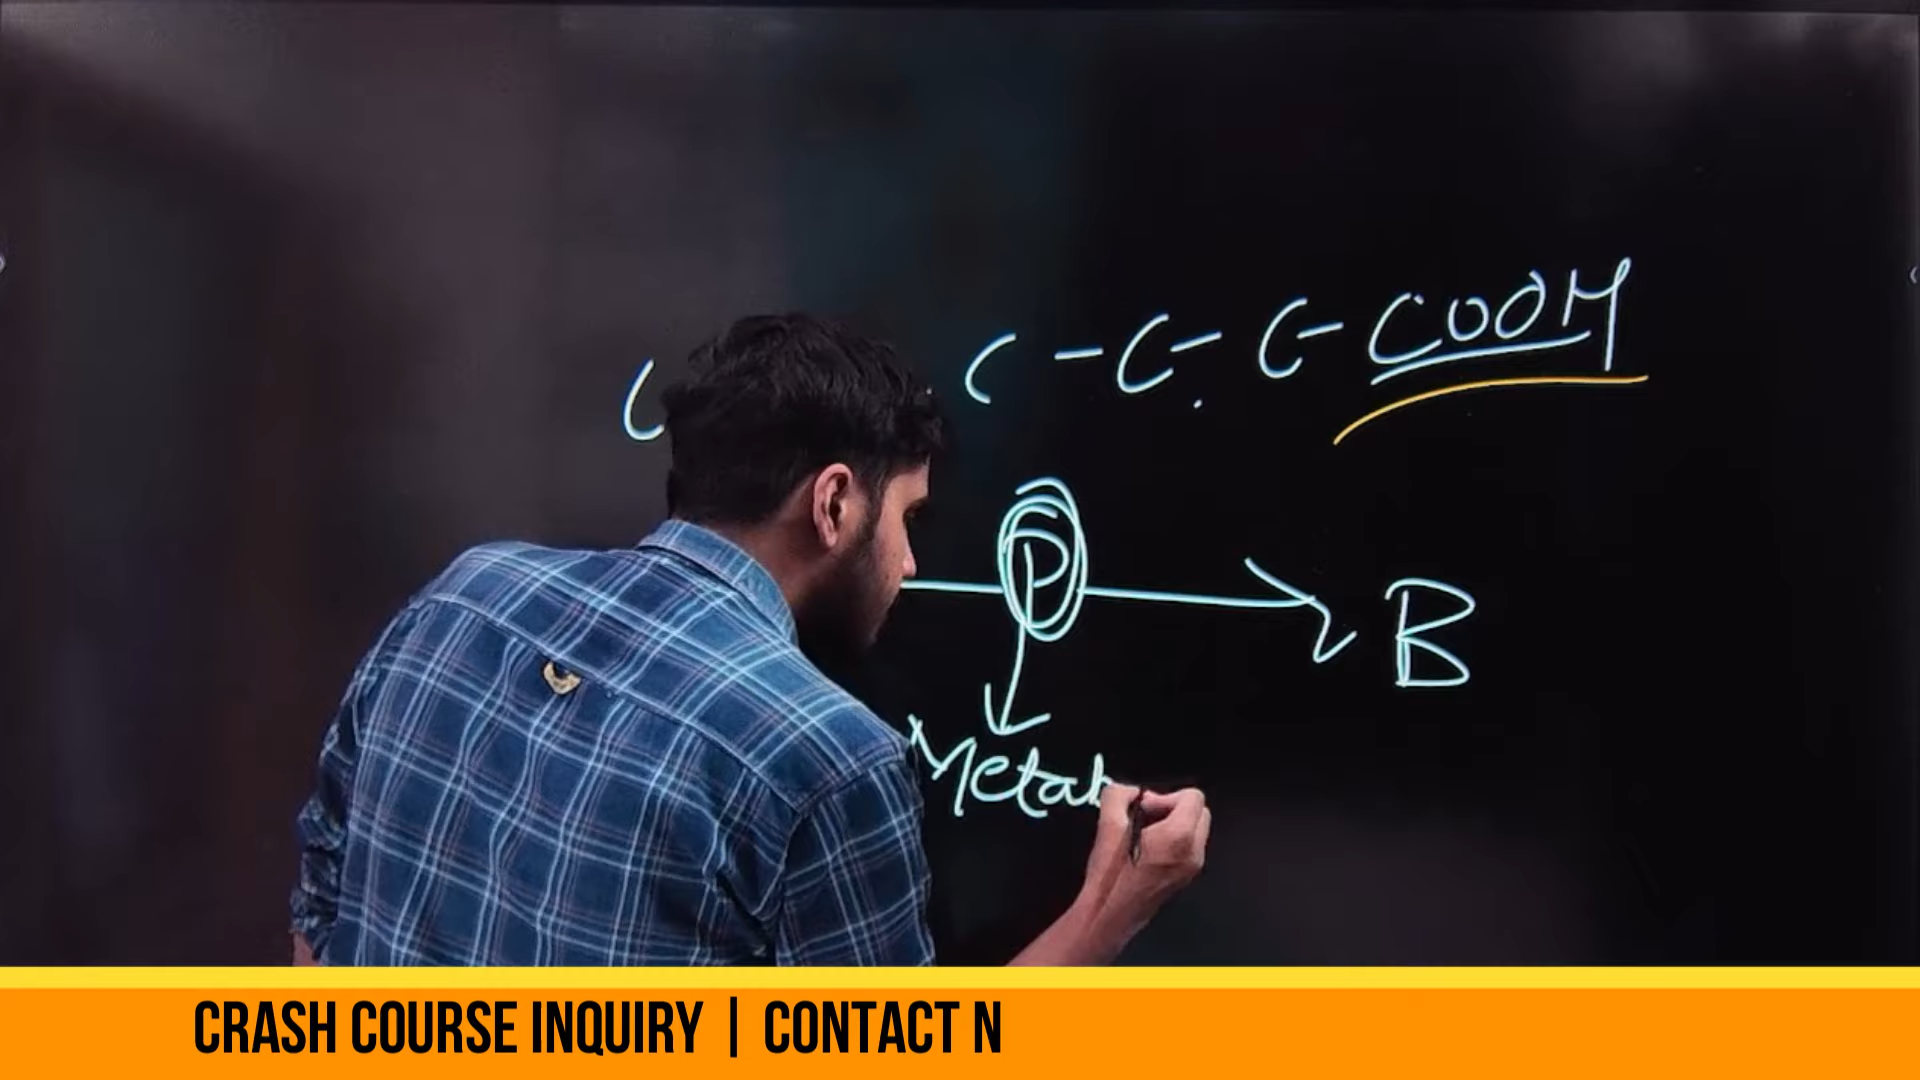 C C - C - C - COOH
P
B
Metab
CRASH COURSE INQUIRY | CONTACT N